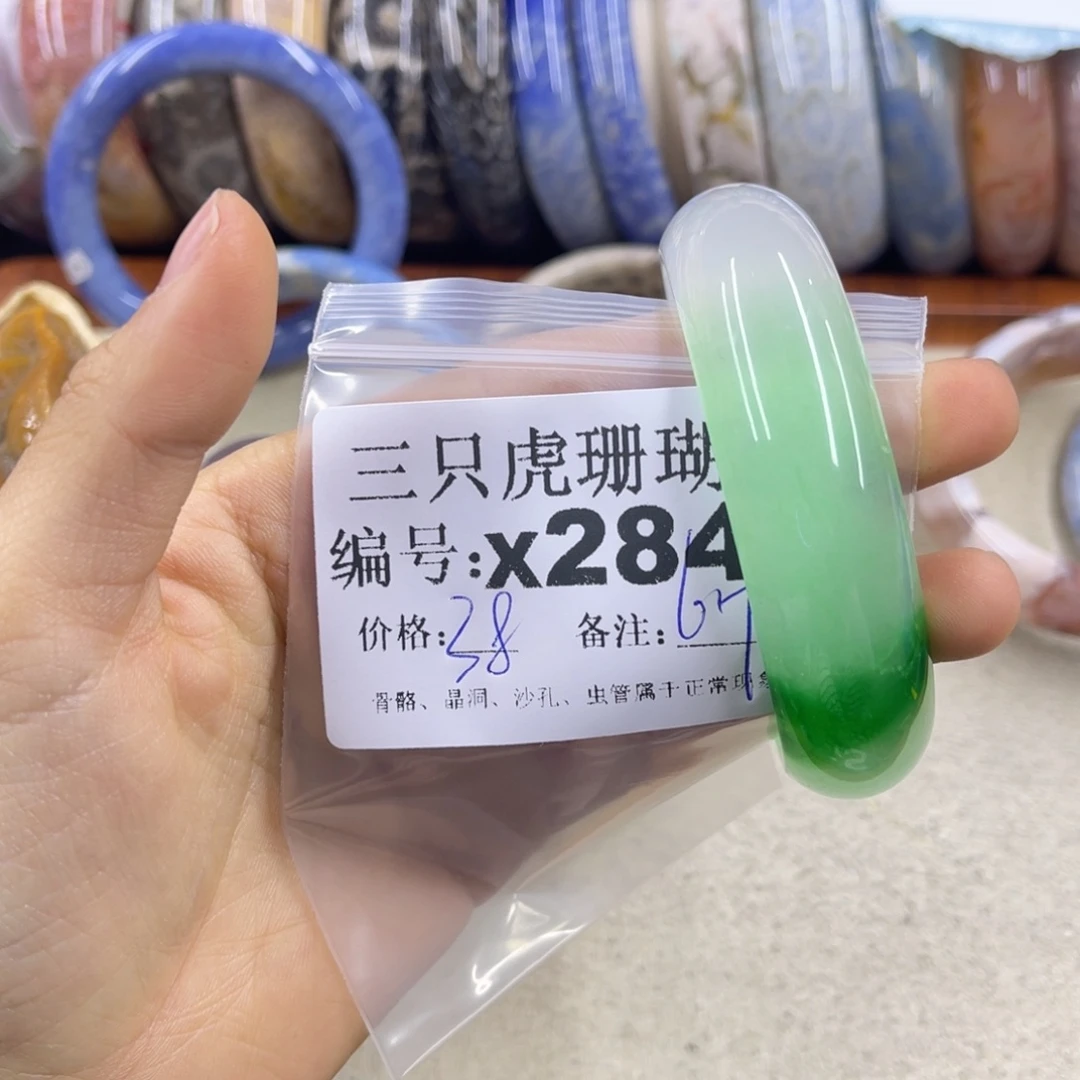 三只虎珊瑚
编号:x284
价格:38 备注:
骨骼、晶洞、沙孔、虫管属于正常现象